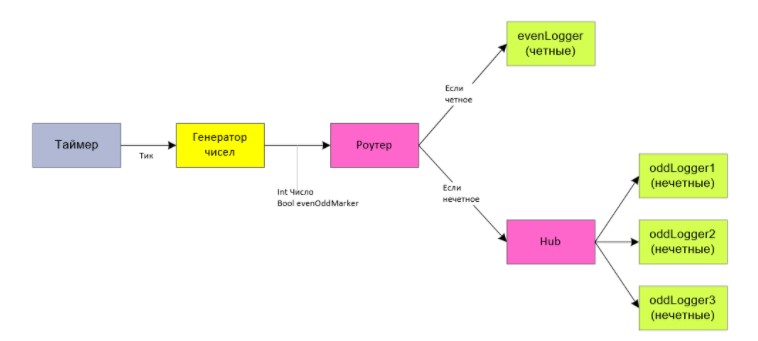 evenLogger
(четные)
Если
четное
Таймер
Тик
Генератор
чисел
Int Число
Bool evenOddMarker
Роутер
Если
нечетное
Hub
oddLogger1
(нечетные)
oddLogger2
(нечетные)
oddLogger3
(нечетные)